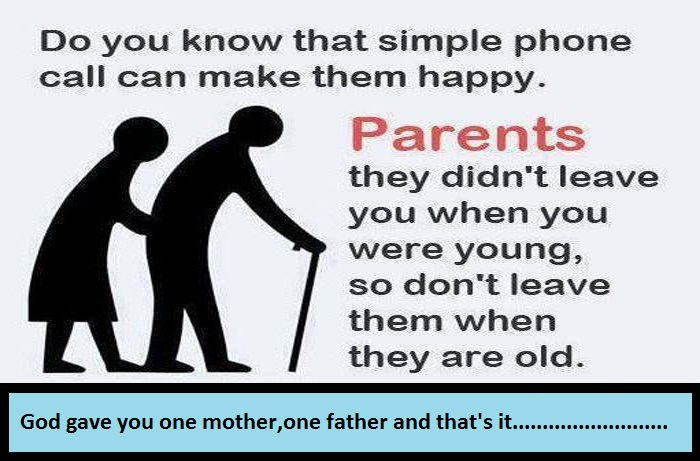 Do you know that simple phone
call can make them happy.
Parents
they didn't leave
you when you
were young,
so don't leave
them when
they are old.
God gave you one mother,one father and that's it..........................